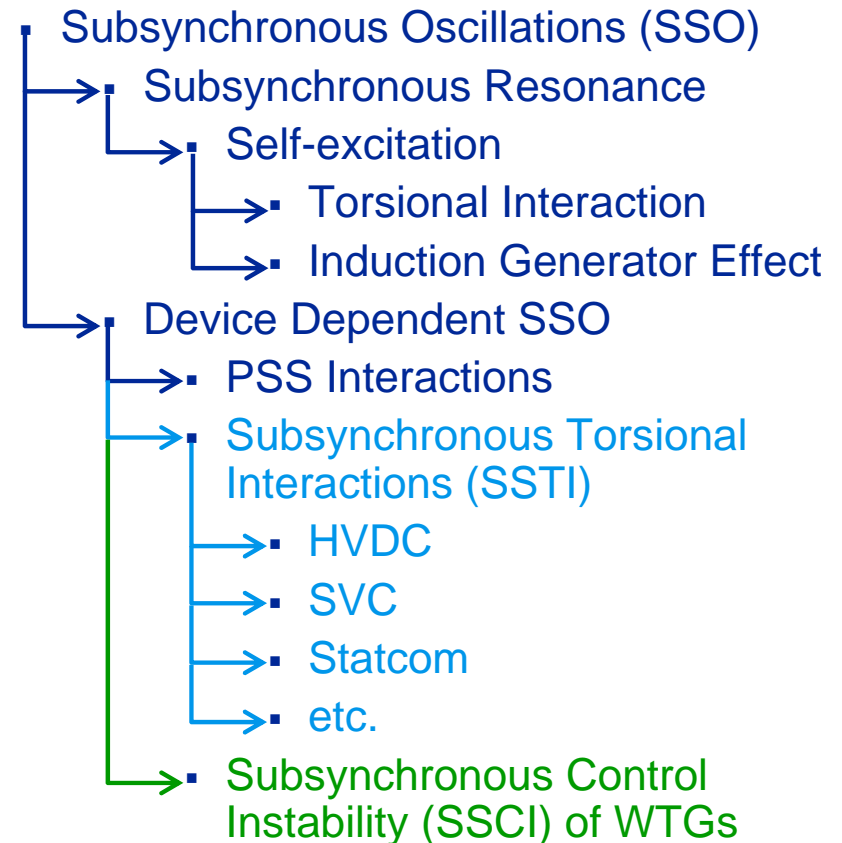 Subsynchronous Oscillations (SSO)
Subsynchronous Resonance
Self-excitation
Torsional Interaction
Induction Generator Effect
Device Dependent SSO
PSS Interactions
Subsynchronous Torsional
Interactions (SSTI)
HVDC
SVC
Statcom
etc.
Subsynchronous Control
Instability (SSCI) of WTGs